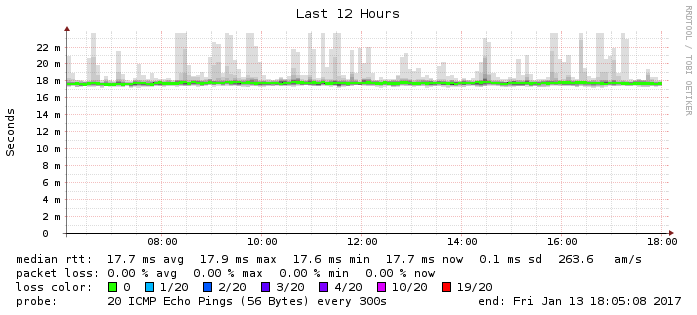 Last 12 Hours
RRDTOOL / TOBI OETIKER
Seconds
22 m
20 m
18 m
16 m
14 m
12 m
10 m
8 m
6 m
4 m
2 m
0
08:00 10:00 12:00 14:00 16:00 18:00
median rtt: 17.7 ms avg 17.9 ms max 17.6 ms min 17.7 ms now 0.1 ms sd 263.6 am/s
packet loss: 0.00 % avg 0.00 % max 0.00 % min 0.00 % now
loss color: 0 1/20 2/20 3/20 4/20 10/20 19/20
probe: 20 ICMP Echo Pings (56 Bytes) every 300s end: Fri Jan 13 18:05:08 2017